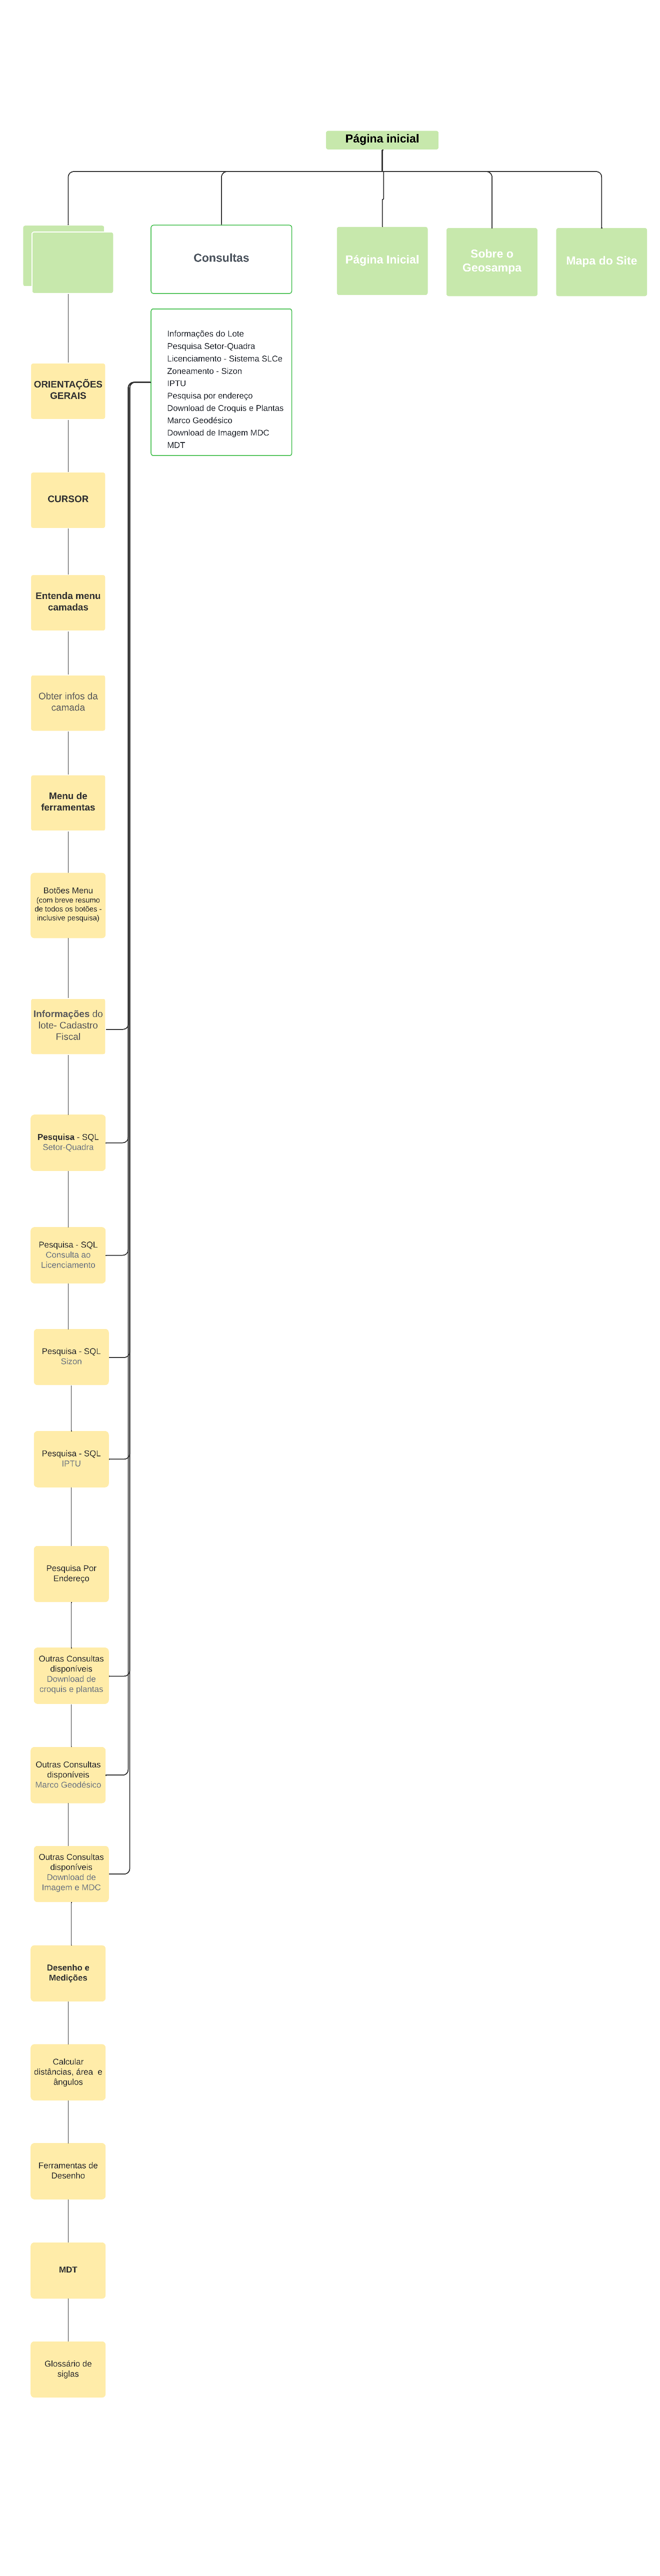 Página inicial
Consultas
Página Inicial
Sobre o
Geosampa
Mapa do Site
Informações do Lote
Pesquisa Setor-Quadra
Licenciamento - Sistema SLCe
Zoneamento - Sizon
IPTU
Pesquisa por endereço
Download de Croquis e Plantas
Marco Geodésico
Download de Imagem MDC
MDT
ORIENTAÇÕES
GERAIS
CURSOR
Entenda menu
camadas
Obter infos da
camada
Menu de
ferramentas
Botões Menu
(com breve resumo
de todos os botões -
inclusive pesquisa)
Informações do
lote- Cadastro
Fiscal
Pesquisa - SQL
Setor-Quadra
Pesquisa - SQL
Consulta ao
Licenciamento
Pesquisa - SQL
Sizon
Pesquisa - SQL
IPTU
Pesquisa Por
Endereço
Outras Consultas
disponíveis
Download de
croquis e plantas
Outras Consultas
disponíveis
Marco Geodésico
Outras Consultas
disponíveis
Download de
Imagem e MDC
Desenho e
Medições
Calcular
distâncias, área  e
ângulos
Ferramentas de
Desenho
MDT
Glossário de
siglas